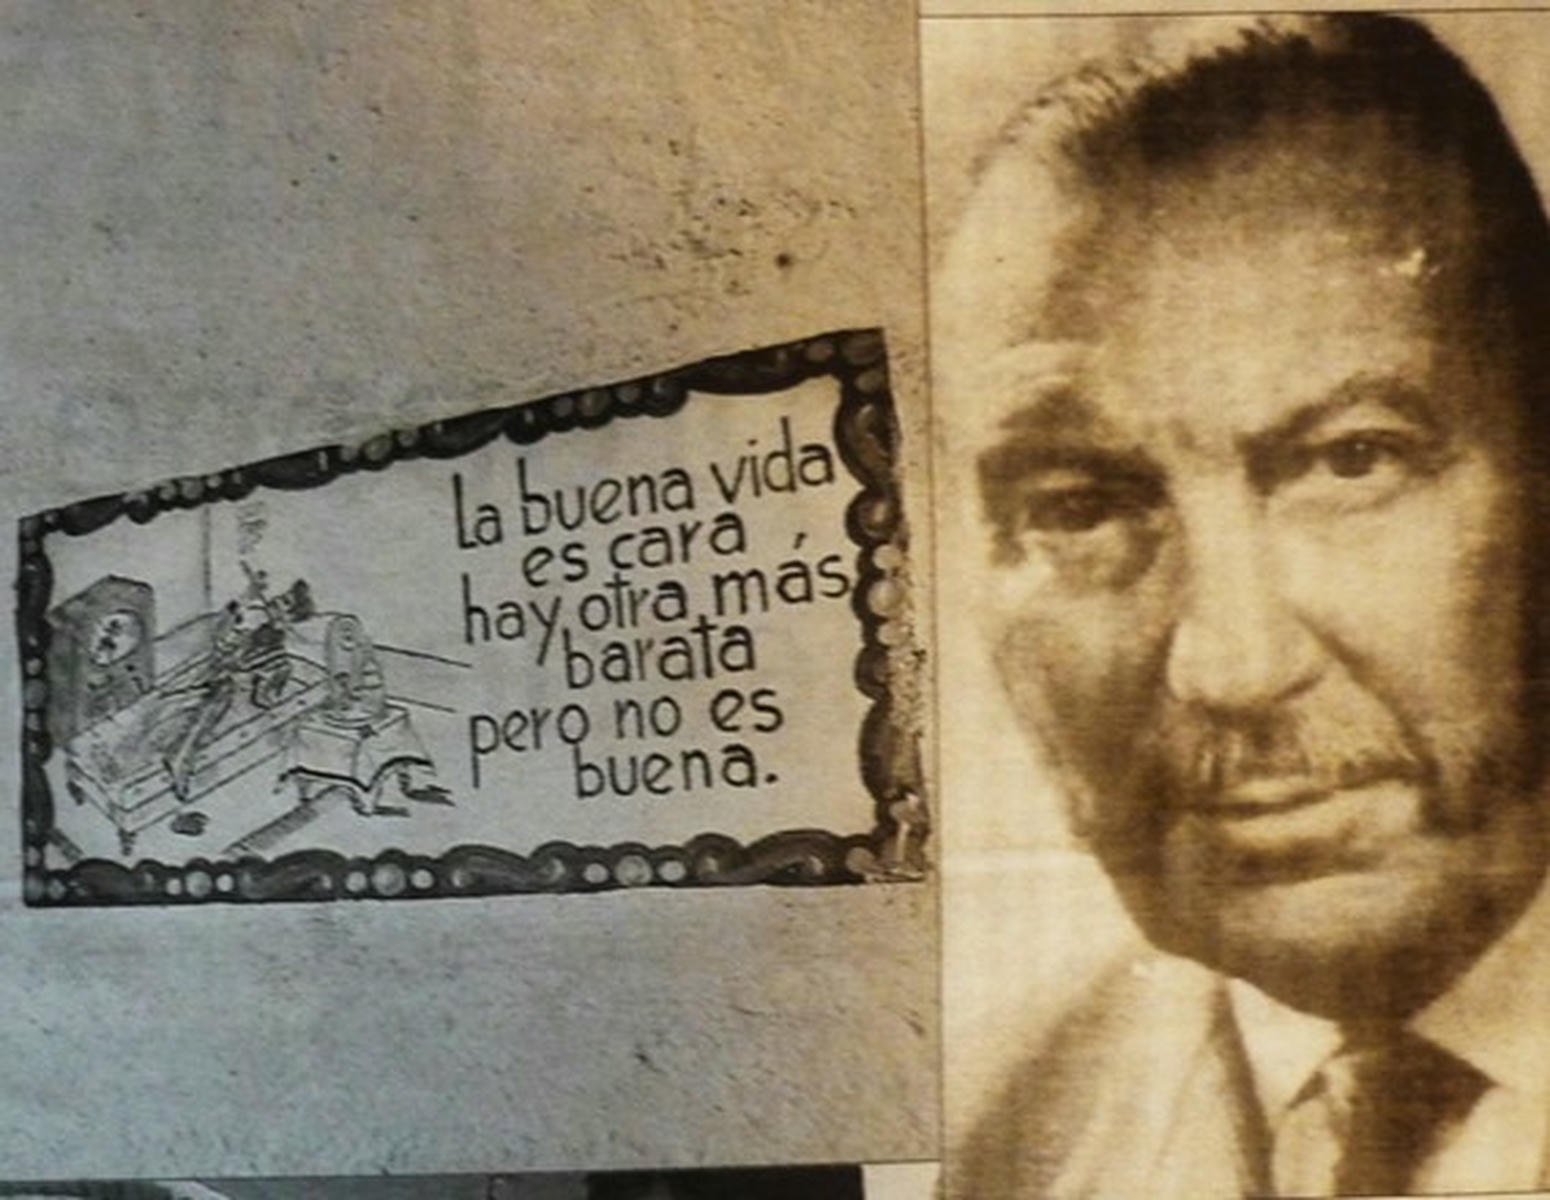 la buena vida
es cara
hay otra más
barata
pero no es
buena.